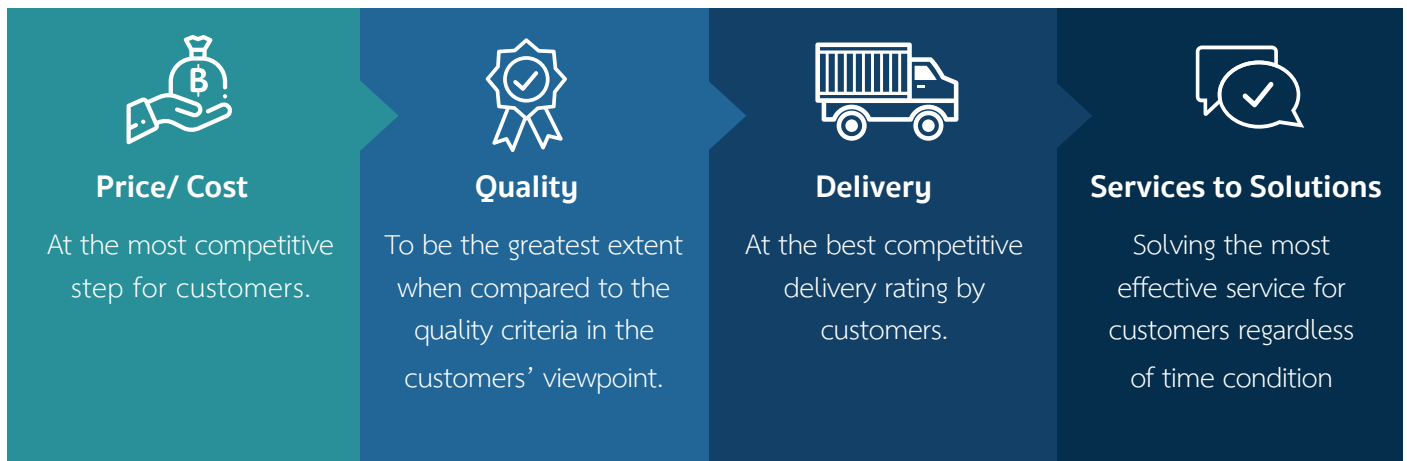 ฿
Price/ Cost
At the most competitive
step for customers.
Quality
To be the greatest extent
when compared to the
quality criteria in the
customers’ viewpoint.
Delivery
At the best competitive
delivery rating by
customers.
Services to Solutions
Solving the most
effective service for
customers regardless
of time condition